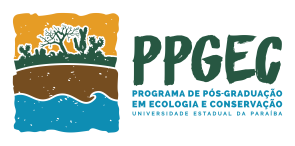 PPGEC
PROGRAMA DE PÓS-GRADUAÇÃO
EM ECOLOGIA E CONSERVAÇÃO
UNIVERSIDADE ESTADUAL DA PARAÍBA